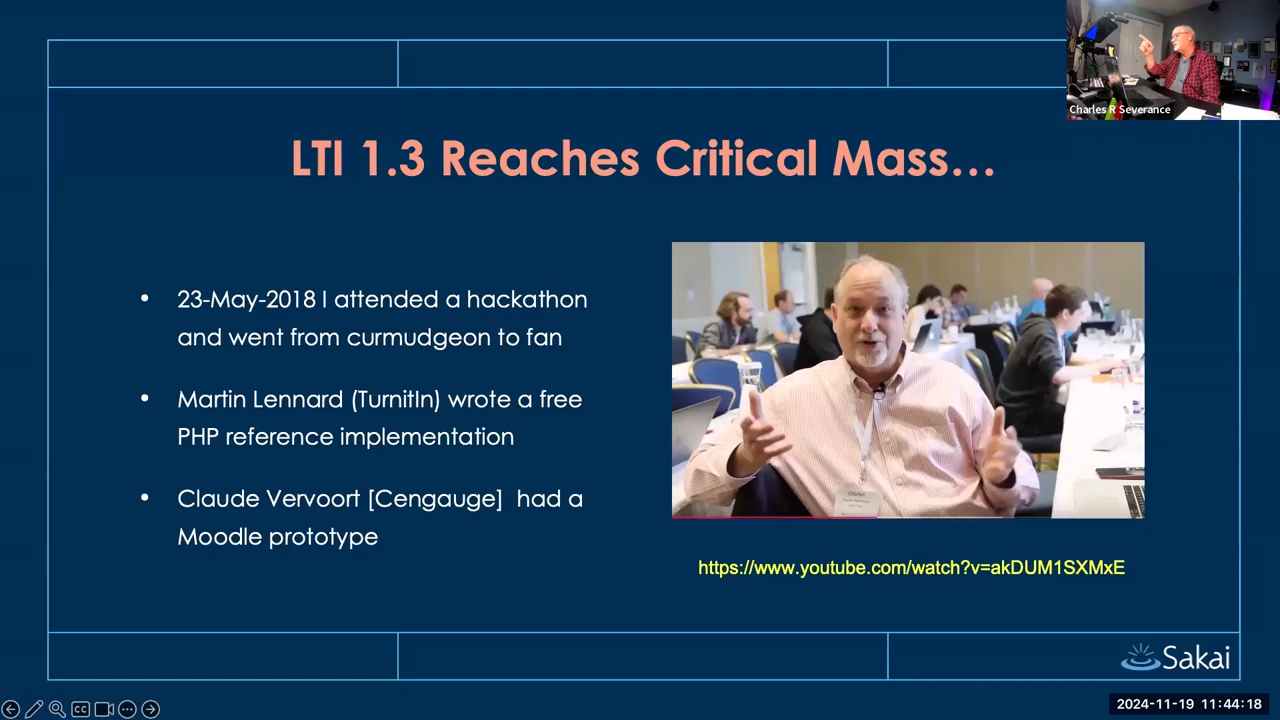 Charles R Severance
LTI 1.3 Reaches Critical Mass...
• 23-May-2018 I attended a hackathon
and went from curmudgeon to fan
• Martin Lennard (TurnitIn) wrote a free
PHP reference implementation
• Claude Vervoort [Cengauge]  had a
Moodle prototype
Charles
https://www.youtube.com/watch?v=akDUM1SXMxE
Sakai
CC
2024-11-19 11:44:18